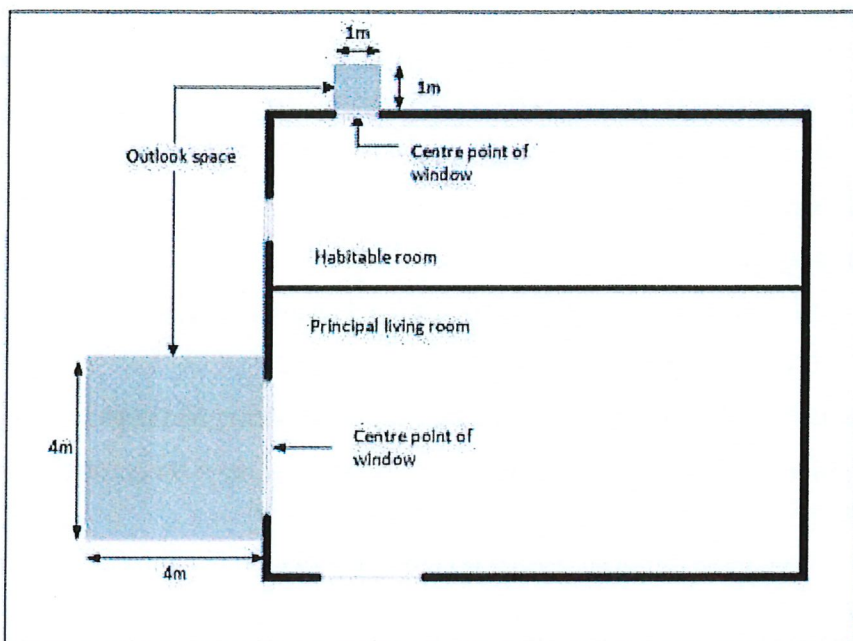 1m
1m
Outlook space
Centre point of
window
Habitable room
Principal living room
4m
Centre point of
window
4m